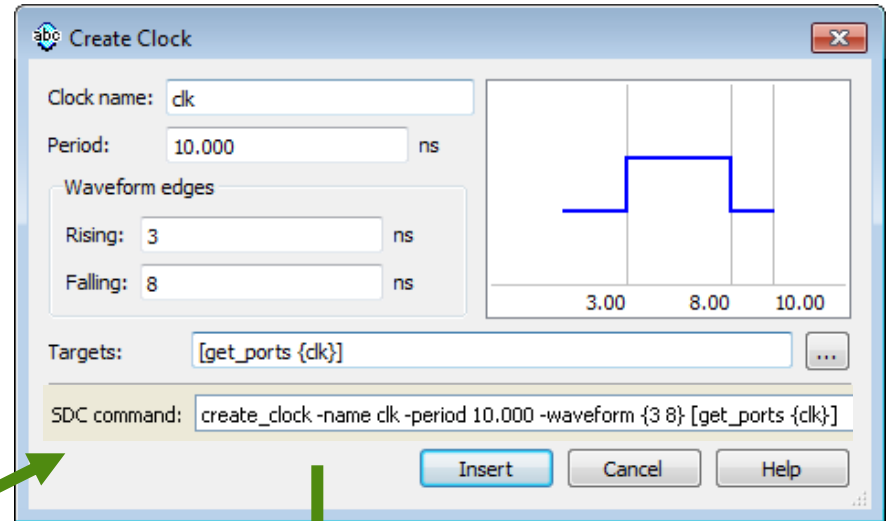 abc Create Clock
Clock name: clk
Period: 10.000 ns
Waveform edges
Rising: 3 ns
Falling: 8 ns
3.00 8.00 10.00
Targets: [get_ports {clk}] ...
SDC command: create_clock -name clk -period 10.000 -waveform {3 8} [get_ports {clk}]
Insert Cancel Help